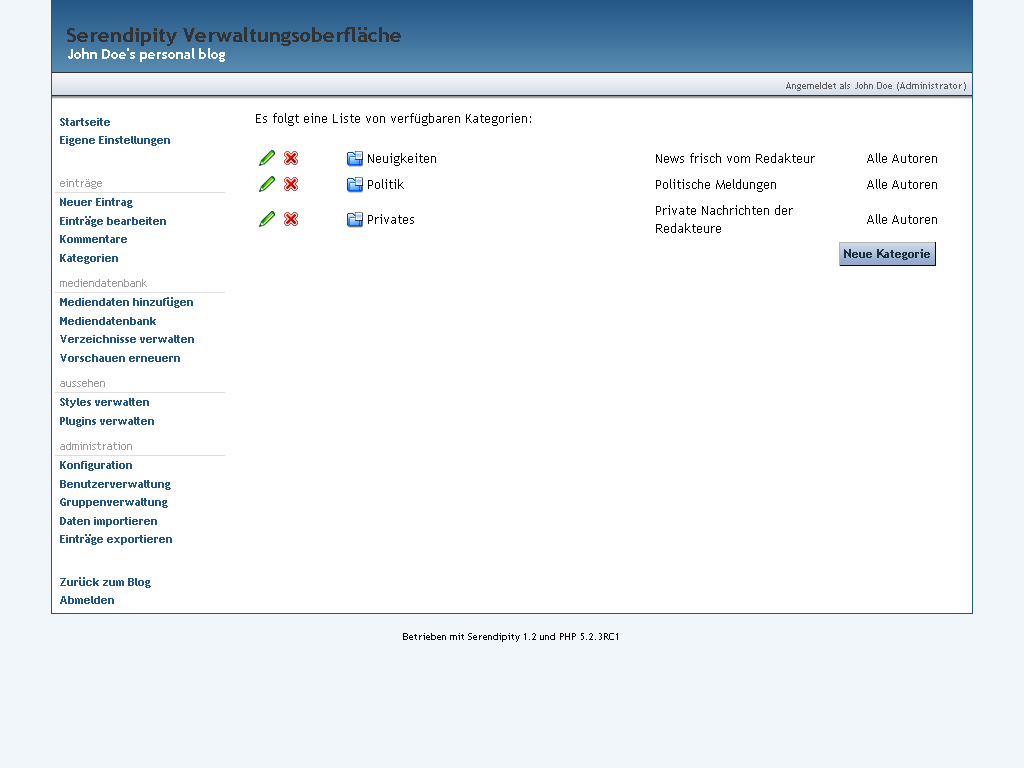 Serendipity Verwaltungsoberfläche
John Doe's personal blog
Angemeldet als John Doe (Administrator)
Startseite
Eigene Einstellungen
einträge
Neuer Eintrag
Einträge bearbeiten
Kommentare
Kategorien
mediendatenbank
Mediendaten hinzufügen
Mediendatenbank
Verzeichnisse verwalten
Vorschauen erneuern
aussehen
Styles verwalten
Plugins verwalten
administration
Konfiguration
Benutzerverwaltung
Gruppenverwaltung
Daten importieren
Einträge exportieren
Zurück zum Blog
Abmelden
Es folgt eine Liste von verfügbaren Kategorien:
Neuigkeiten News frisch vom Redakteur Alle Autoren
Politik Politische Meldungen Alle Autoren
Privates Private Nachrichten der Alle Autoren
Redakteure
Neue Kategorie
Betrieben mit Serendipity 1.2 und PHP 5.2.3RC1